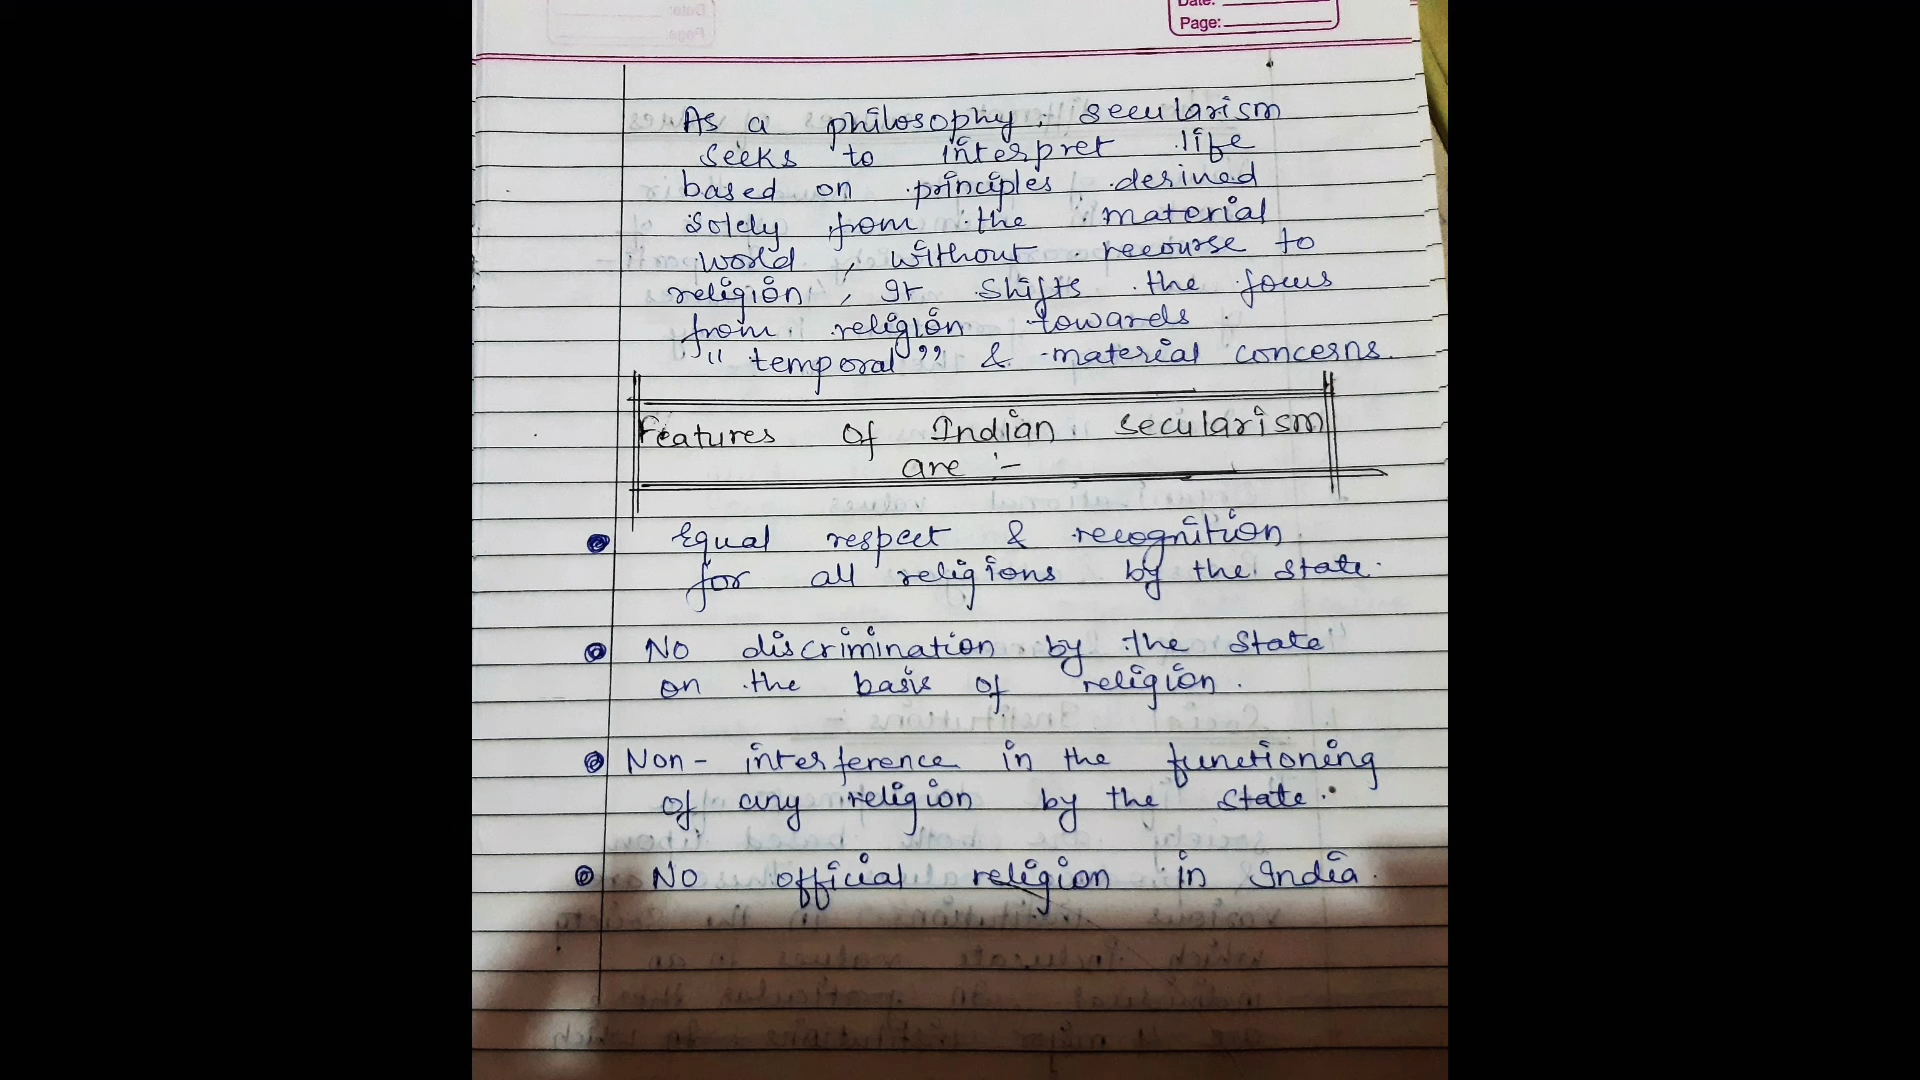 Date:
Page:
As a philosophy, secularism
seeks to interpret life
based on principles derined
solely from the material
world, without recourse to
religion, It shifts the focus
from religion towards
"temporal" & material concerns.
Features of Indian secularism
are :-
Equal respect & recognition
for all religions by the state.
No discrimination by the state
on the basis of religion.
Non-interference in the functioning
of any religion by the state.
No official religion in India.